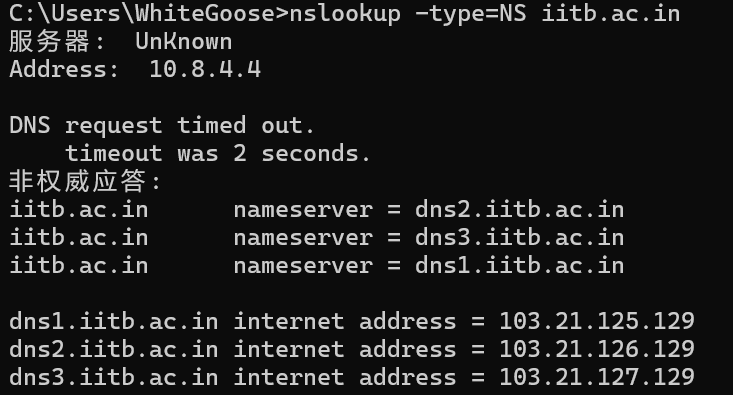 C:\Users\WhiteGoose>nslookup -type=NS iitb.ac.in
服务器:  UnKnown
Address:  10.8.4.4

DNS request timed out.
    timeout was 2 seconds.
非权威应答:
iitb.ac.in      nameserver = dns2.iitb.ac.in
iitb.ac.in      nameserver = dns3.iitb.ac.in
iitb.ac.in      nameserver = dns1.iitb.ac.in

dns1.iitb.ac.in internet address = 103.21.125.129
dns2.iitb.ac.in internet address = 103.21.126.129
dns3.iitb.ac.in internet address = 103.21.127.129